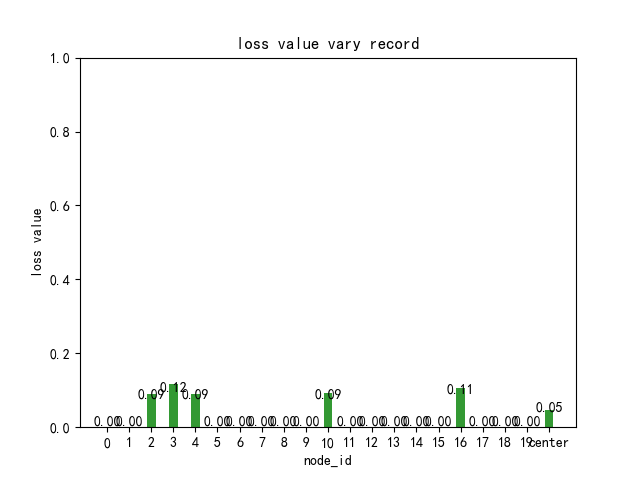 loss value vary record
1.0
0.8
0.6
0.4
0.2
0.0
loss value
0.00 0.00 0.09 0.12 0.09 0.00 0.00 0.00 0.00 0.00 0.09 0.00 0.00 0.00 0.00 0.00 0.11 0.00 0.00 0.00 0.05
0 1 2 3 4 5 6 7 8 9 10 11 12 13 14 15 16 17 18 19 center
node_id